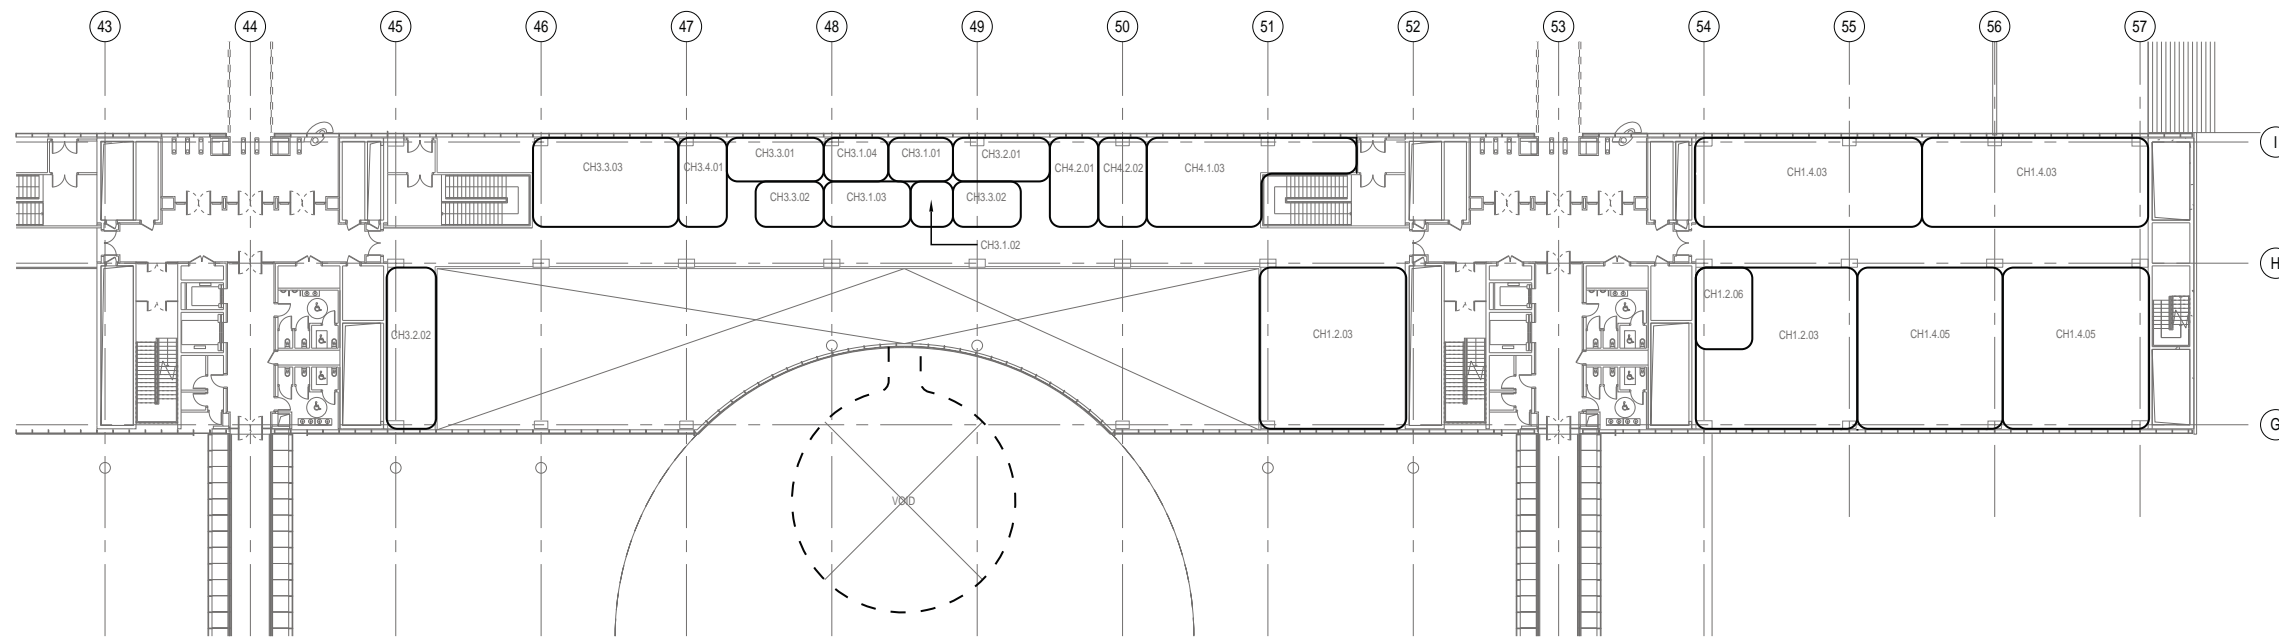 43
44
45
46
47
48
49
50
51
52
53
54
55
56
57
I
CH3.3.03
CH3.4.01
CH3.3.01
CH3.1.04
CH3.1.01
CH3.2.01
CH4.2.01
CH4.2.02
CH4.1.03
CH1.4.03
CH1.4.03
CH3.3.02
CH3.1.03
CH3.3.02
CH3.1.02
H
CH1.2.06
CH3.2.02
CH1.2.03
CH1.2.03
CH1.4.05
CH1.4.05
G
VOID